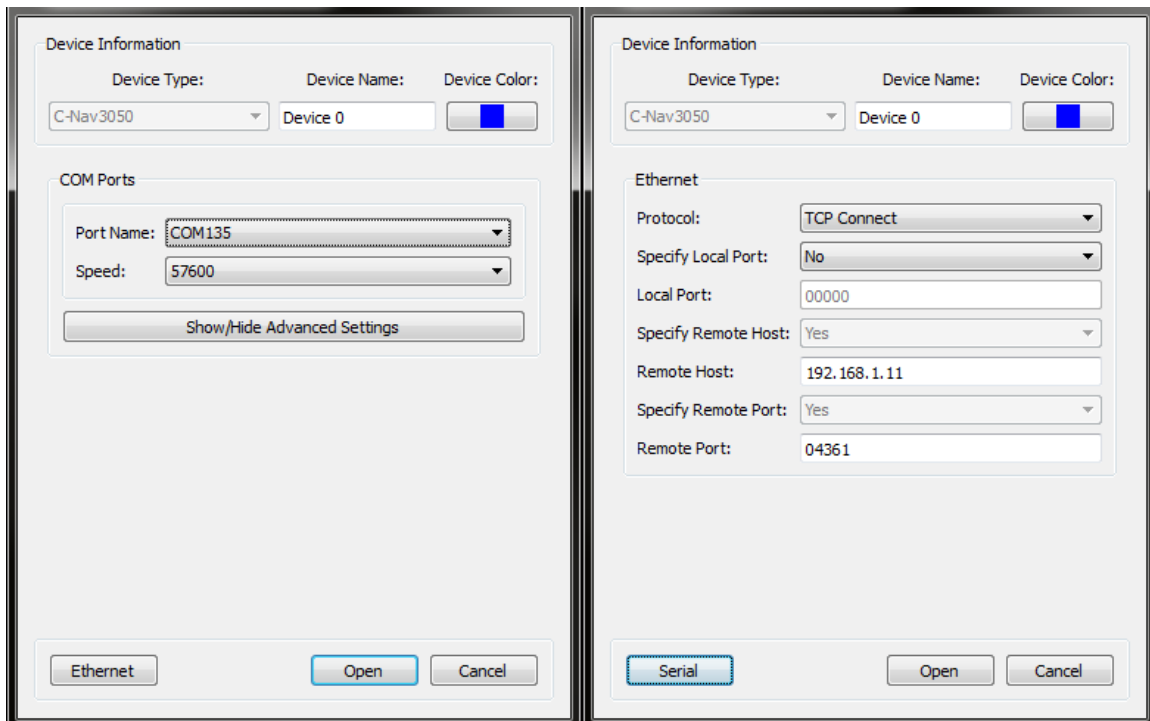 Device Information
Device Type: Device Name: Device Color:
C-Nav3050 Device 0
COM Ports
Port Name: COM135
Speed: 57600
Show/Hide Advanced Settings
Ethernet Open Cancel
Device Information
Device Type: Device Name: Device Color:
C-Nav3050 Device 0
Ethernet
Protocol: TCP Connect
Specify Local Port: No
Local Port: 00000
Specify Remote Host: Yes
Remote Host: 192.168.1.11
Specify Remote Port: Yes
Remote Port: 04361
Serial Open Cancel